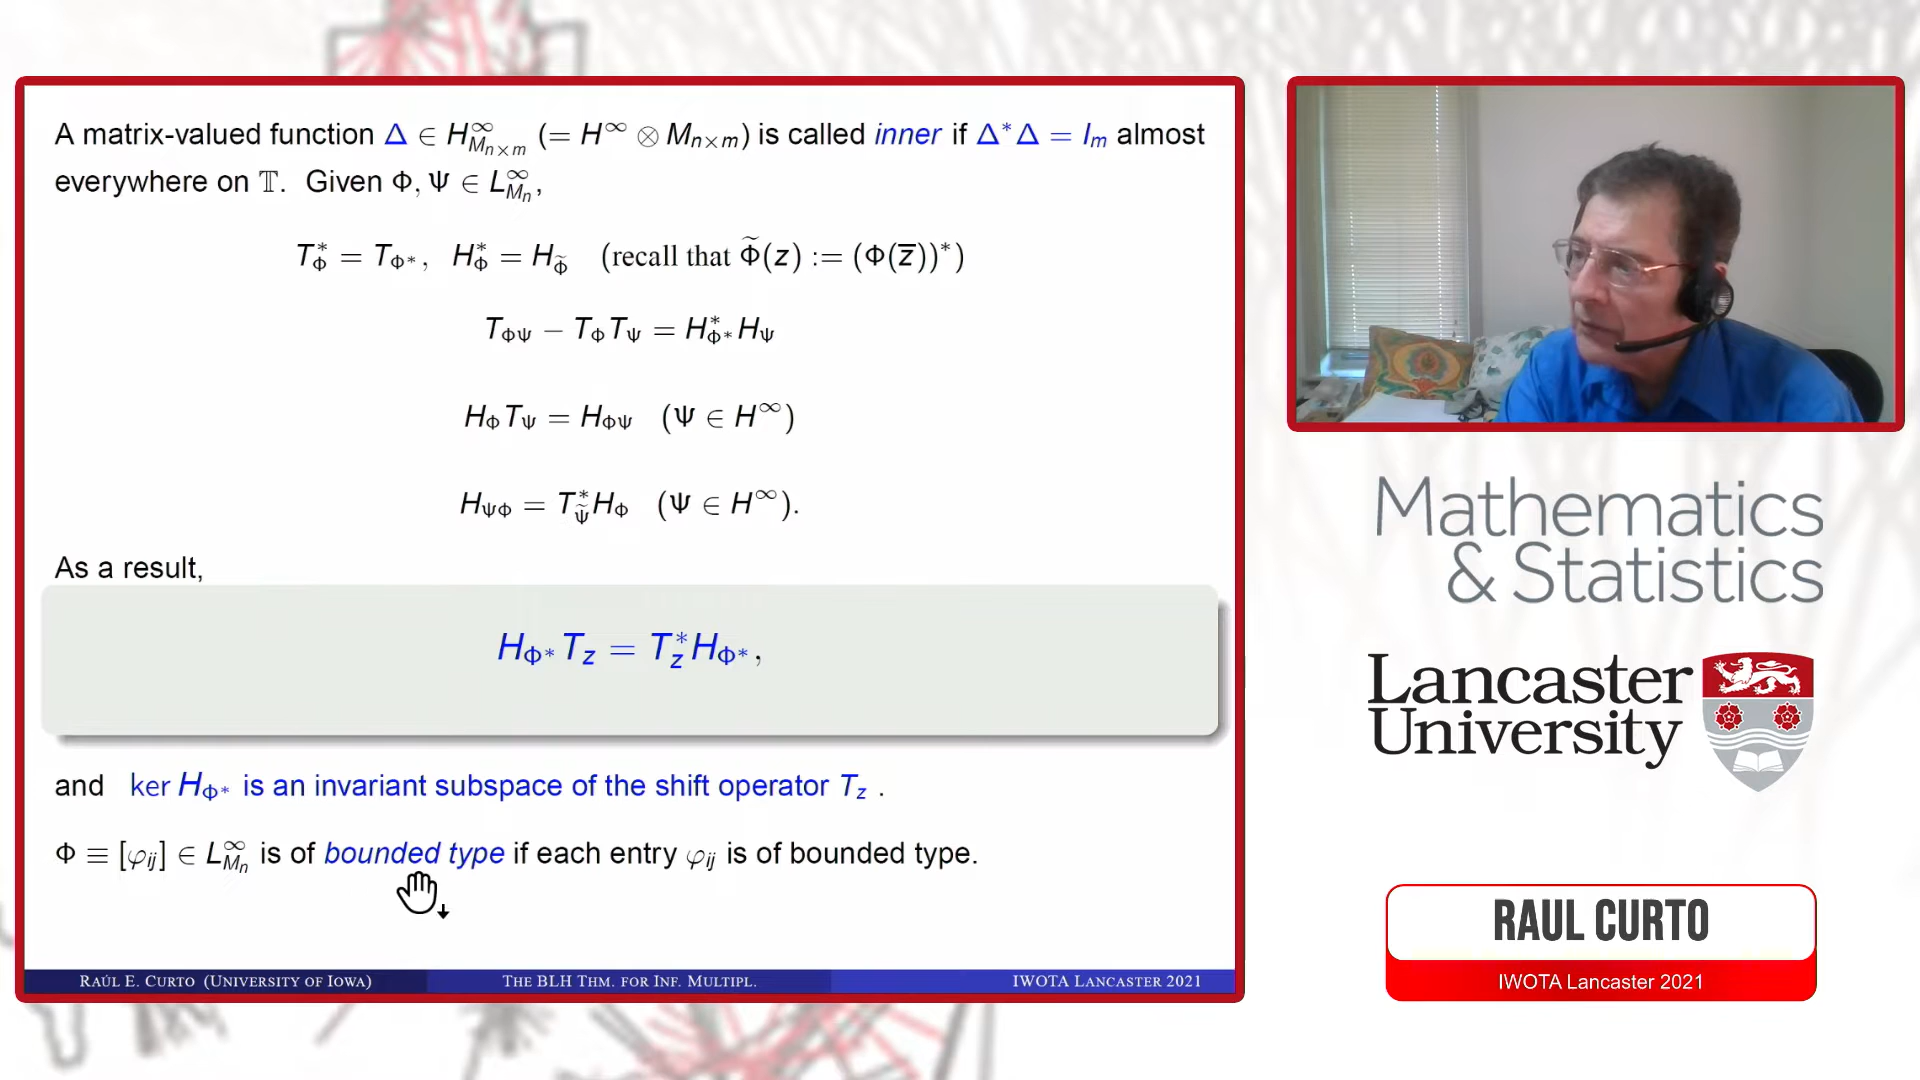 A matrix-valued function Δ ∈ H^∞_{M_{n×m}} (= H^∞ ⊗ M_{n×m}) is called inner if Δ*Δ = I_m almost
everywhere on 𝕋. Given Φ, Ψ ∈ L^∞_{M_n},
T*_Φ = T_{Φ*}, H*_Φ = H_{Φ̃} (recall that Φ̃(z) := (Φ(z̅))*)
T_{ΦΨ} − T_Φ T_Ψ = H*_{Φ*} H_Ψ
H_Φ T_Ψ = H_{ΦΨ} (Ψ ∈ H^∞)
H_{ΨΦ} = T*_{Ψ̃} H_Φ (Ψ ∈ H^∞).
As a result,
H_{Φ*} T_z = T*_z H_{Φ*},
and ker H_{Φ*} is an invariant subspace of the shift operator T_z .
Φ ≡ [φ_{ij}] ∈ L^∞_{M_n} is of bounded type if each entry φ_{ij} is of bounded type.
Raúl E. Curto (University of Iowa) The BLH Thm. for Inf. Multipl. IWOTA Lancaster 2021
Mathematics
& Statistics
Lancaster
University
RAUL CURTO
IWOTA Lancaster 2021